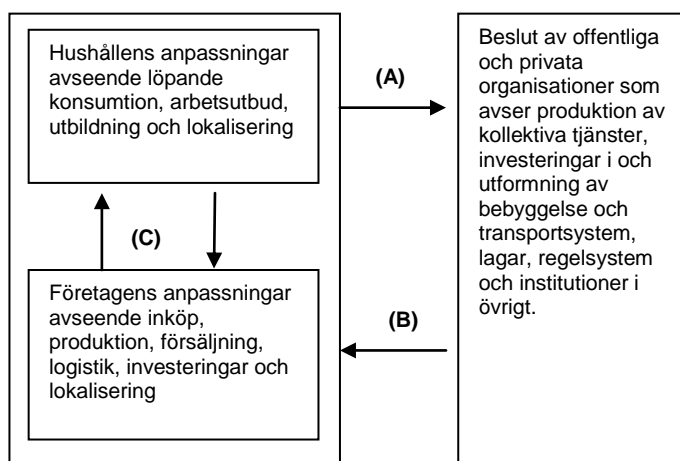 Hushållens anpassningar
avseende löpande
konsumtion, arbetsutbud,
utbildning och lokalisering
(C)
Företagens anpassningar
avseende inköp,
produktion, försäljning,
logistik, investeringar och
lokalisering
(A)
(B)
Beslut av offentliga
och privata
organisationer som
avser produktion av
kollektiva tjänster,
investeringar i och
utformning av
bebyggelse och
transportsystem,
lagar, regelsystem
och institutioner i
övrigt.